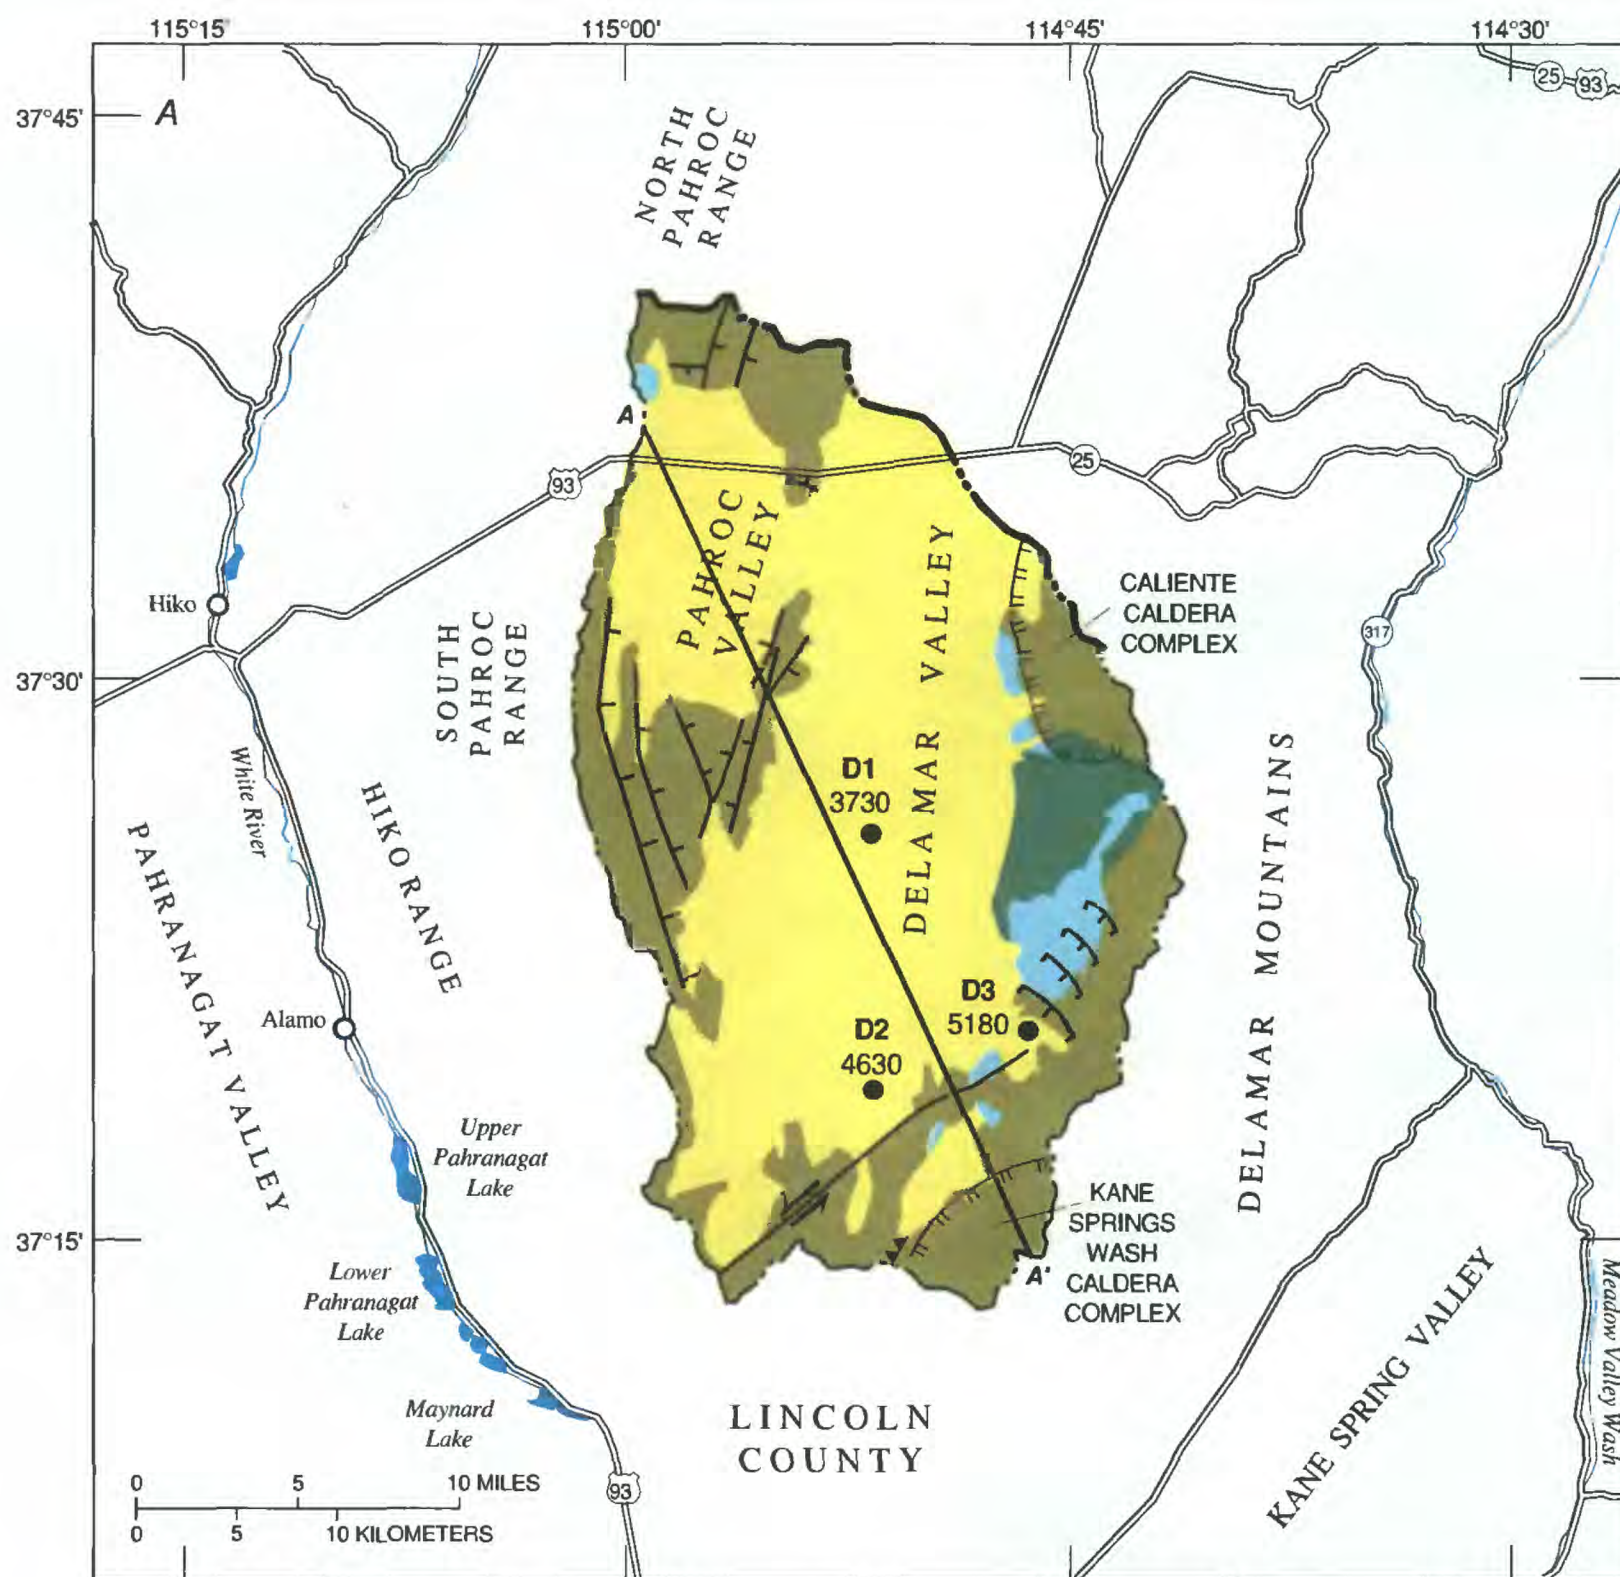 115°15'
115°00'
114°45'
114°30'
37°45'
A
25
93
NORTH
PAHROC
RANGE
A
93
25
PAHROC
VALLEY
DELAMAR VALLEY
CALIENTE
CALDERA
COMPLEX
317
Hiko
SOUTH
PAHROC
RANGE
37°30'
White River
HIKO RANGE
PAHRANAGAT VALLEY
D1
3730
DELAMAR MOUNTAINS
D3
5180
Alamo
D2
4630
Upper
Pahranagat
Lake
KANE
SPRINGS
WASH
CALDERA
COMPLEX
37°15'
A'
Lower
Pahranagat
Lake
KANE SPRING VALLEY
Meadow Valley Wash
Maynard
Lake
LINCOLN
COUNTY
93
0 5 10 MILES
0 5 10 KILOMETERS